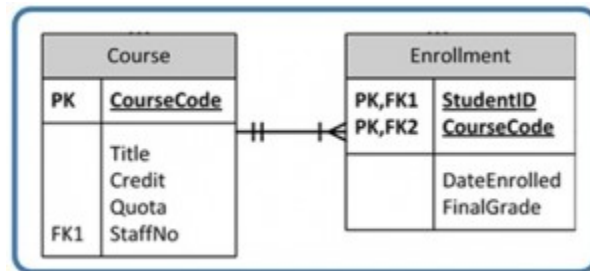 Course
PK CourseCode
Title
Credit
Quota
FK1 StaffNo
Enrollment
PK,FK1 StudentID
PK,FK2 CourseCode
DateEnrolled
FinalGrade